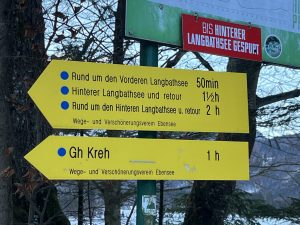 BIS HINTERER
LANGBATHSEE GESPURT
Rund um den Vorderen Langbathsee 50min
Hinterer Langbathsee und retour 1½h
Rund um den Hinteren Langbathsee u. retour 2 h
Wege- und Verschönerungsverein Ebensee
Gh Kreh 1 h
Wege- und Verschönerungsverein Ebensee